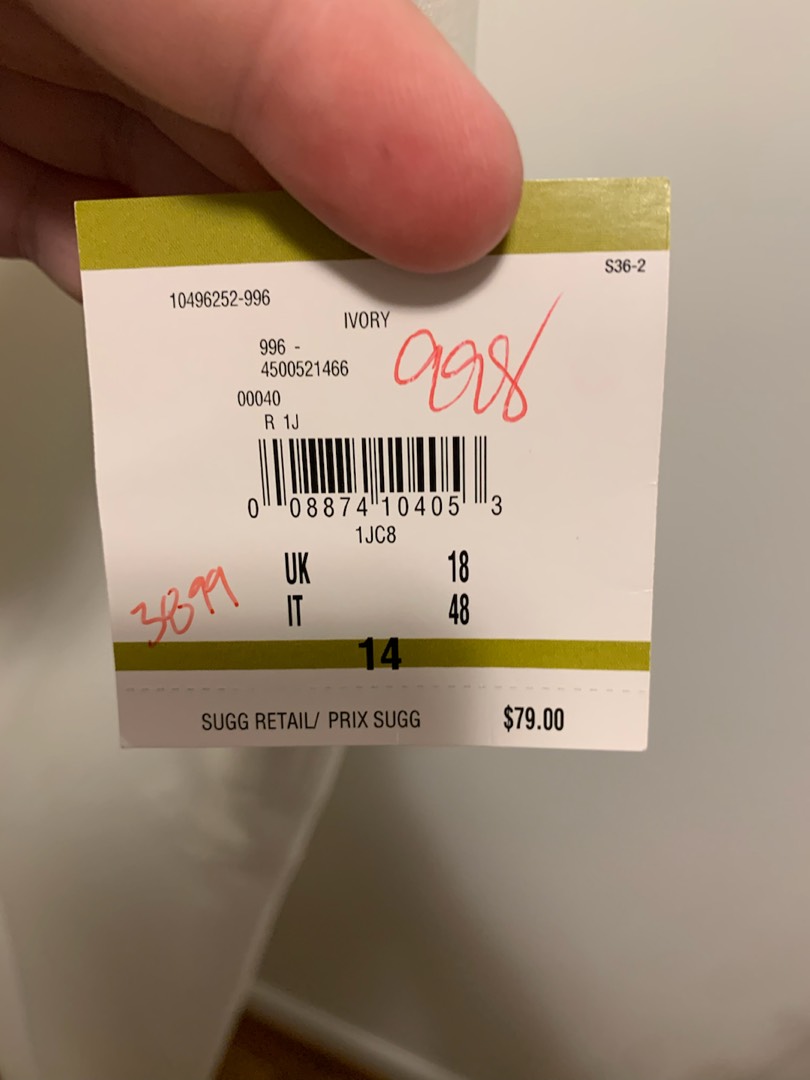 S36-2
10496252-996
IVORY
996 -
4500521466
998
00040
R 1J
0 08874 10405 3
1JC8
UK 18
3899
IT 48
14
SUGG RETAIL/ PRIX SUGG $79.00